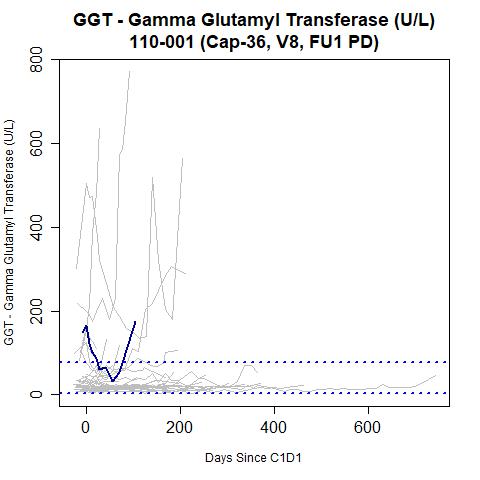 GGT - Gamma Glutamyl Transferase (U/L)
110-001 (Cap-36, V8, FU1 PD)
GGT - Gamma Glutamyl Transferase (U/L)
800
600
400
200
0
0 200 400 600
Days Since C1D1